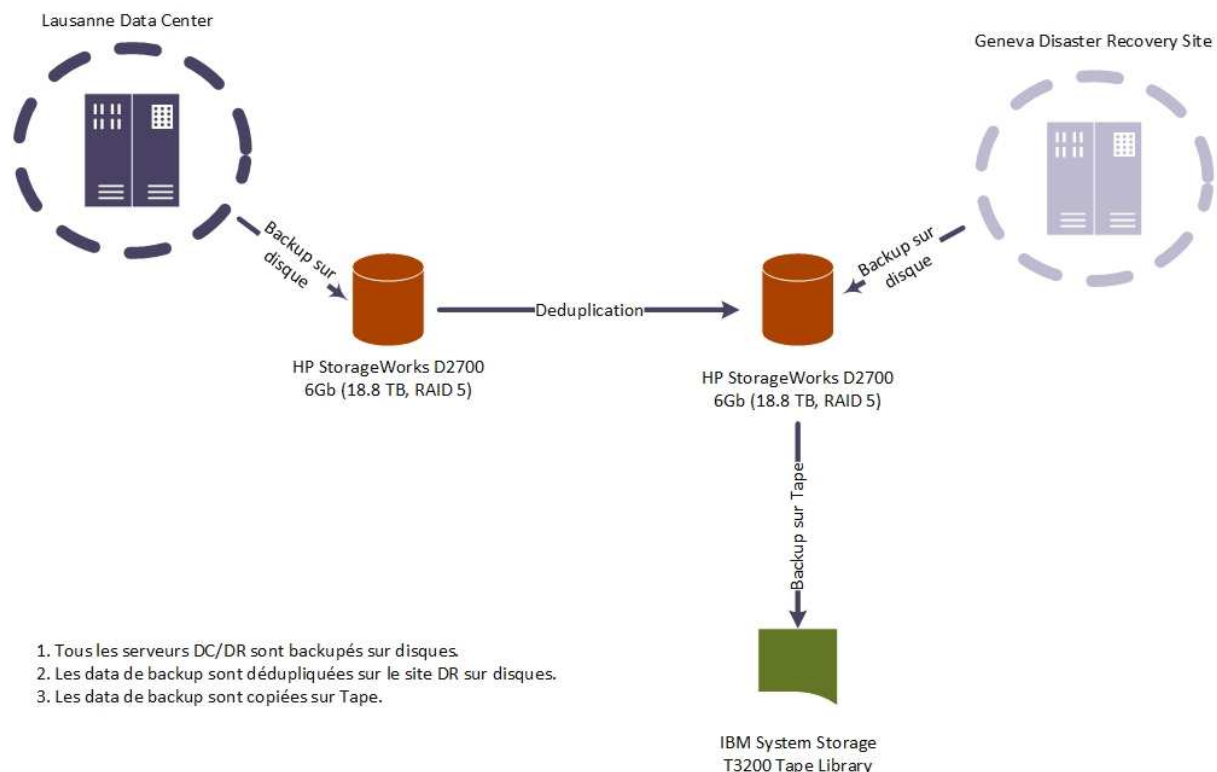 Lausanne Data Center
Geneva Disaster Recovery Site
Backup sur
disque
Backup sur
disque
Deduplication
HP StorageWorks D2700
6Gb (18.8 TB, RAID 5)
HP StorageWorks D2700
6Gb (18.8 TB, RAID 5)
Backup sur Tape
1. Tous les serveurs DC/DR sont backupés sur disques.
2. Les data de backup sont dédupliquées sur le site DR sur disques.
3. Les data de backup sont copiées sur Tape.
IBM System Storage
T3200 Tape Library